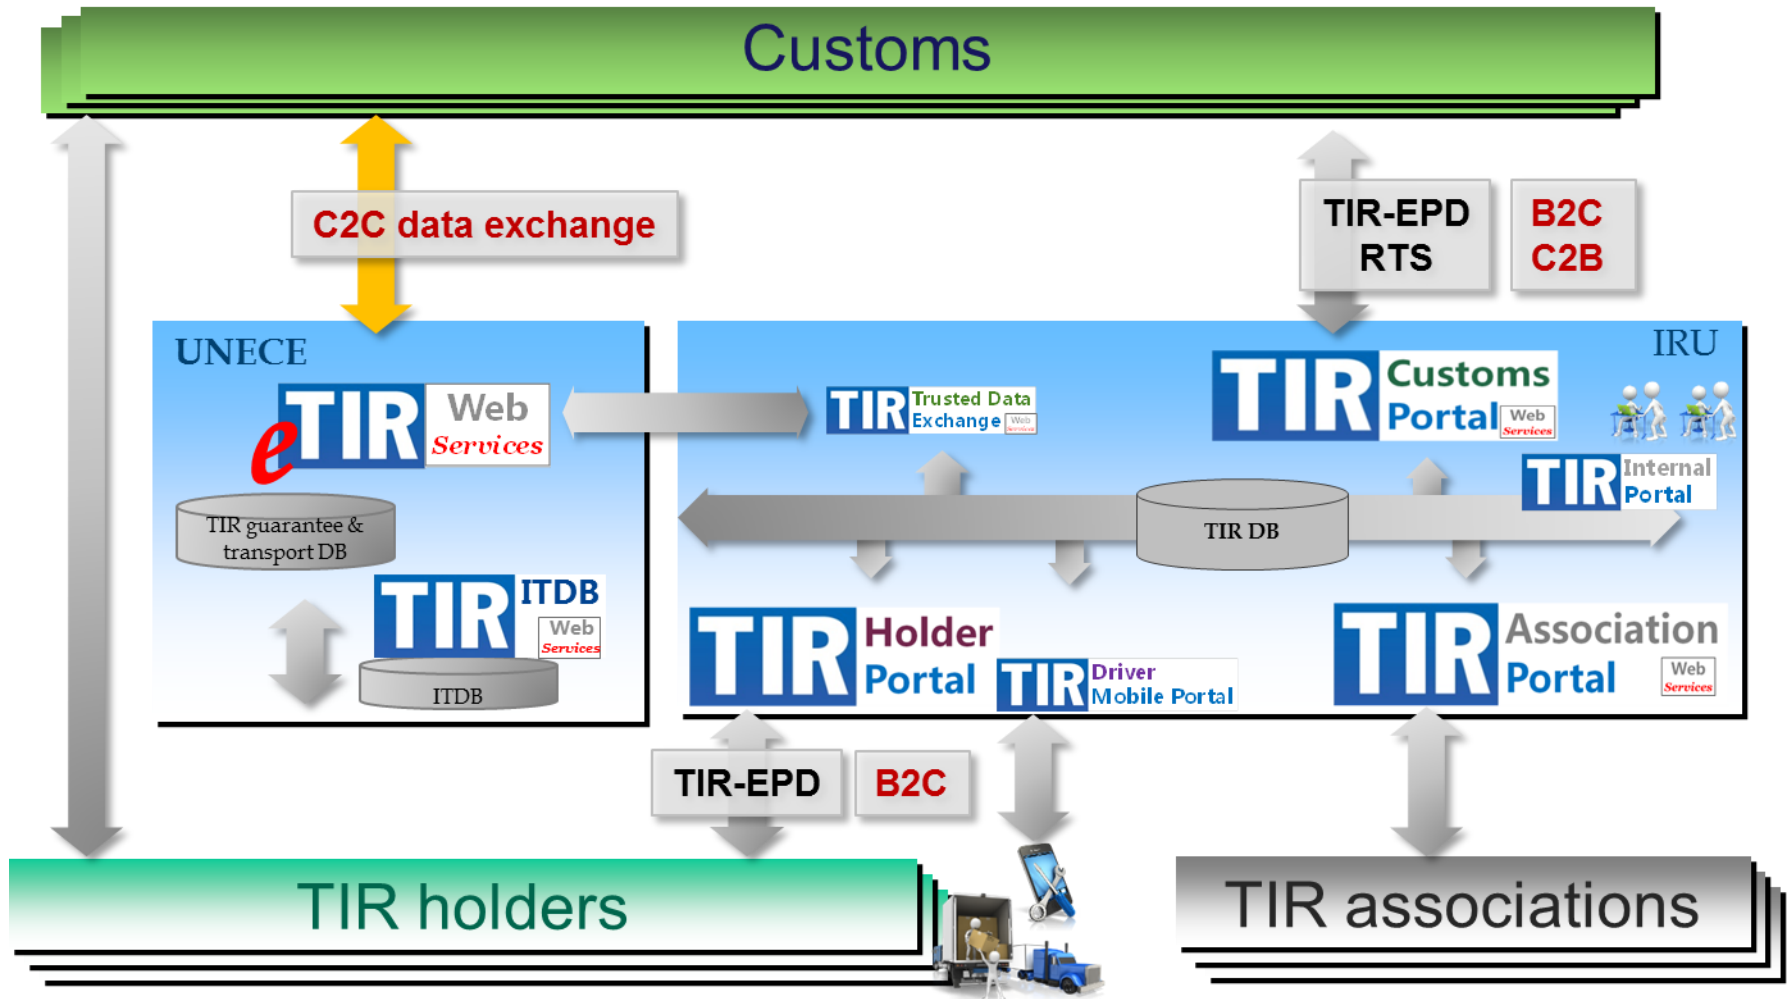 Customs
C2C data exchange
TIR-EPD
RTS
B2C
C2B
UNECE
IRU
eTIR
Web
Services
TIR
Trusted Data
Exchange
Web
Services
TIR
Customs
Portal
Web
Services
TIR
Internal
Portal
TIR guarantee &
transport DB
TIR DB
TIR
ITDB
Web
Services
ITDB
TIR
Holder
Portal
TIR
Driver
Mobile Portal
TIR
Association
Portal
Web
Services
TIR-EPD
B2C
TIR holders
TIR associations